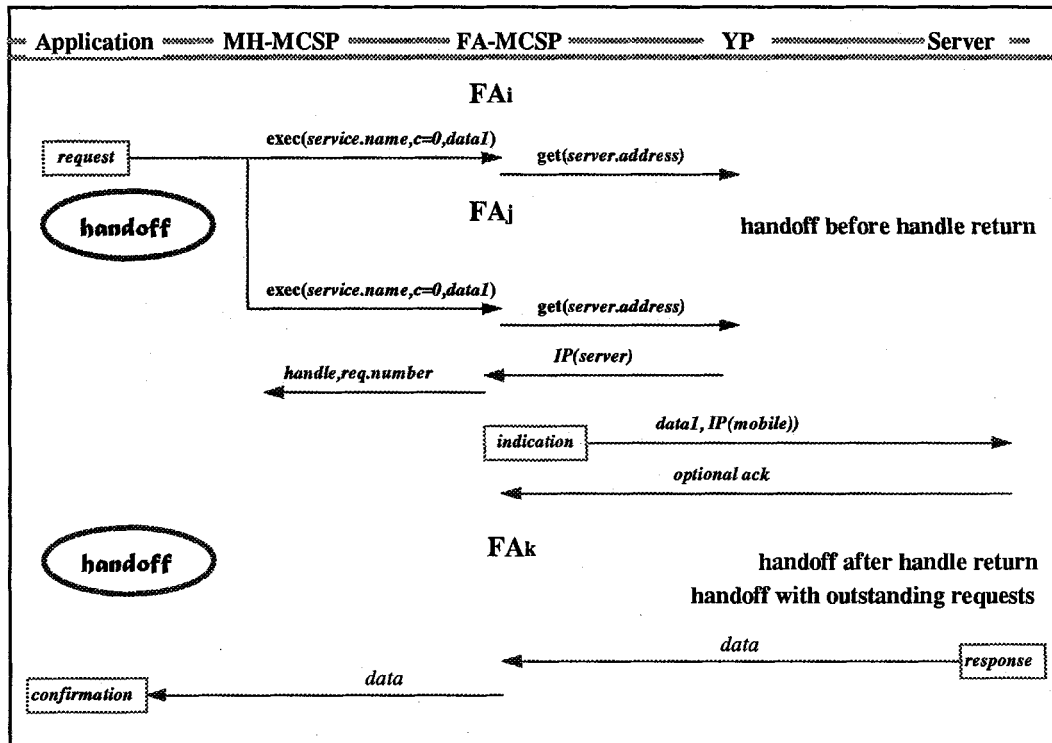 Application MH-MCSP FA-MCSP YP Server
FAi
exec(service.name,c=0,data1)
request
get(server.address)
handoff
FAj
handoff before handle return
exec(service.name,c=0,data1)
get(server.address)
IP(server)
handle,req.number
data1, IP(mobile))
indication
optional ack
handoff
FAk
handoff after handle return
handoff with outstanding requests
data
response
data
confirmation